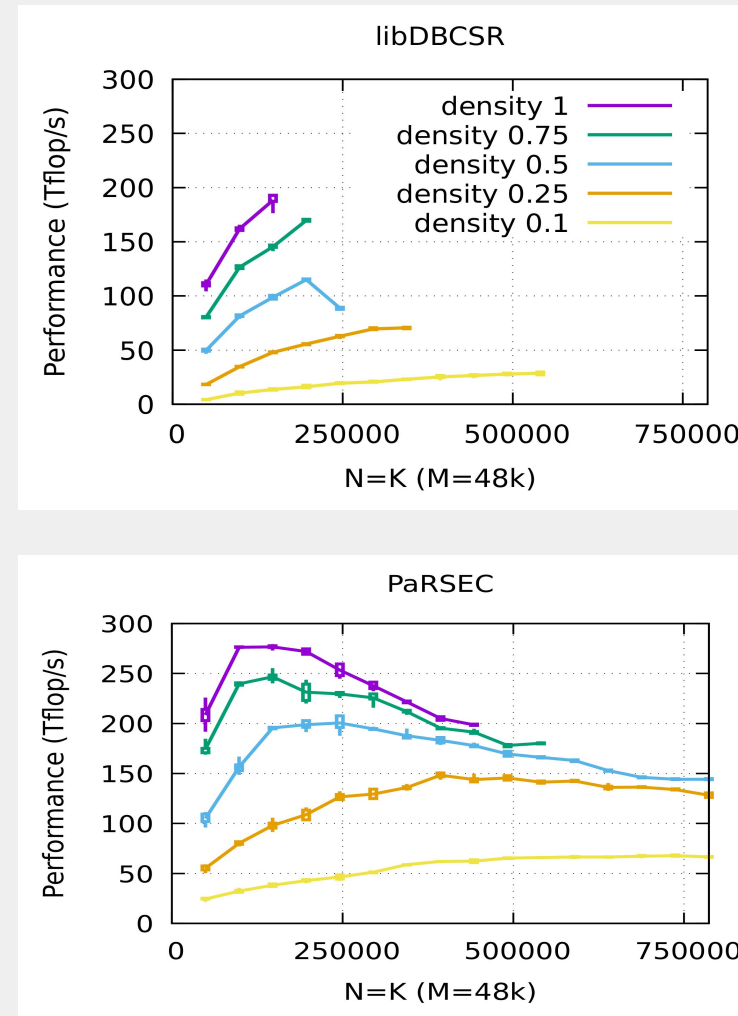 libDBCSR
300
250
200
150
100
50
0
Performance (Tflop/s)
density 1
density 0.75
density 0.5
density 0.25
density 0.1
0 250000 500000 750000
N=K (M=48k)
PaRSEC
300
250
200
150
100
50
0
Performance (Tflop/s)
0 250000 500000 750000
N=K (M=48k)